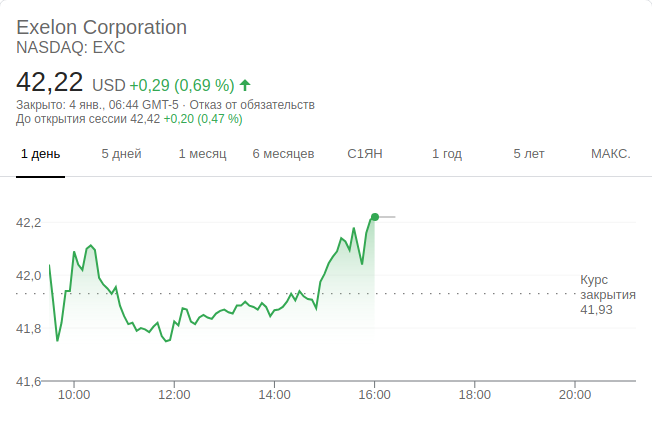 Exelon Corporation
NASDAQ: EXC
42,22 USD +0,29 (0,69 %)
Закрыто: 4 янв., 06:44 GMT-5 · Отказ от обязательств
До открытия сессии 42,42 +0,20 (0,47 %)
1 день 5 дней 1 месяц 6 месяцев С1ЯН 1 год 5 лет МАКС.
42,2
42,0
Курс
закрытия
41,93
41,8
41,6
10:00 12:00 14:00 16:00 18:00 20:00